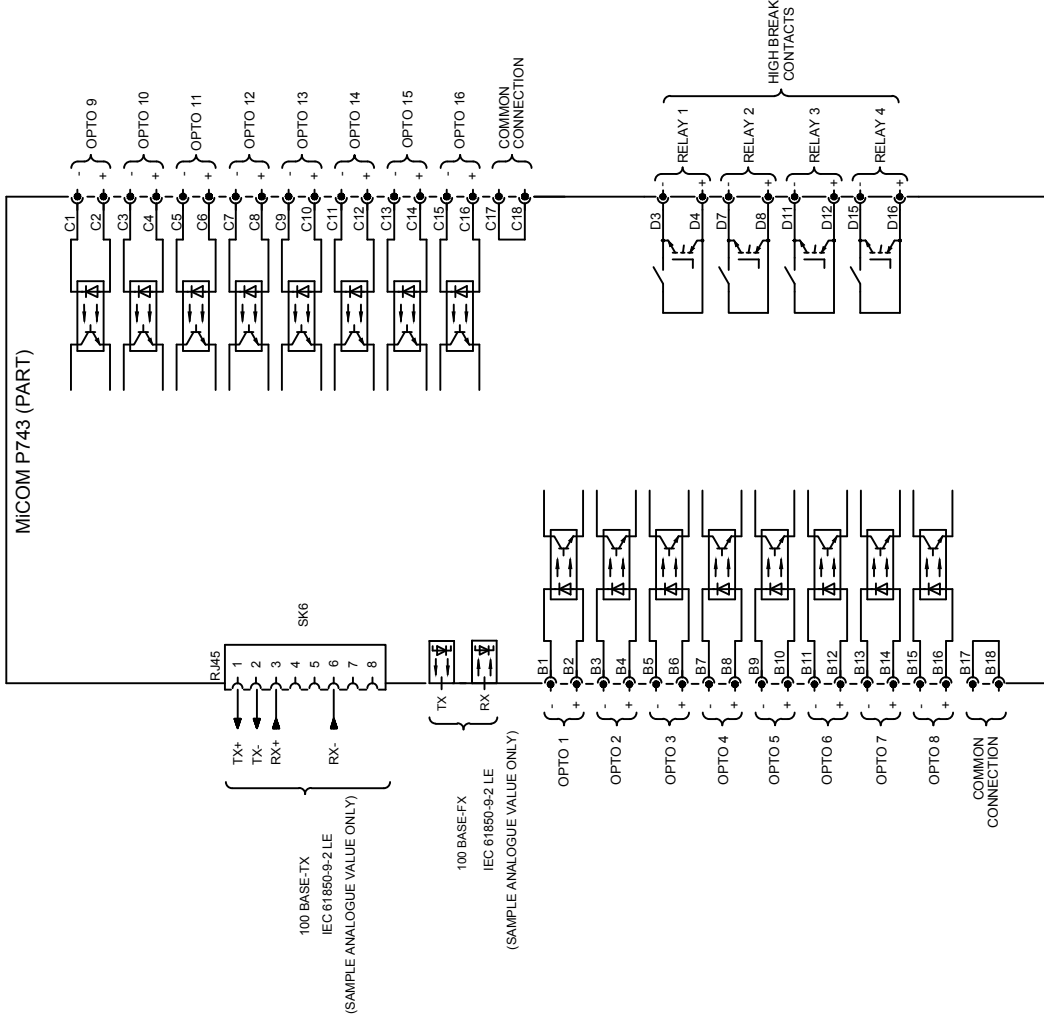 MiCOM P743 (PART)
RJ45
SK6
1
2
3
4
5
6
7
8
TX+
TX-
RX+
RX-
100 BASE-TX
IEC 61850-9-2 LE
(SAMPLE ANALOGUE VALUE ONLY)
TX
RX
100 BASE-FX
IEC 61850-9-2 LE
(SAMPLE ANALOGUE VALUE ONLY)
B1
B2
- 
+
OPTO 1
B3
B4
-
+
OPTO 2
B5
B6
-
+
OPTO 3
B7
B8
-
+
OPTO 4
B9
B10
-
+
OPTO 5
B11
B12
-
+
OPTO 6
B13
B14
-
+
OPTO 7
B15
B16
-
+
OPTO 8
B17
B18
COMMON
CONNECTION
C1
C2
-
+
OPTO 9
C3
C4
-
+
OPTO 10
C5
C6
-
+
OPTO 11
C7
C8
-
+
OPTO 12
C9
C10
-
+
OPTO 13
C11
C12
-
+
OPTO 14
C13
C14
-
+
OPTO 15
C15
C16
-
+
OPTO 16
C17
C18
COMMON
CONNECTION
D3
D4
-
+
RELAY 1
D7
D8
-
+
RELAY 2
D11
D12
-
+
RELAY 3
D15
D16
-
+
RELAY 4
HIGH BREAK
CONTACTS